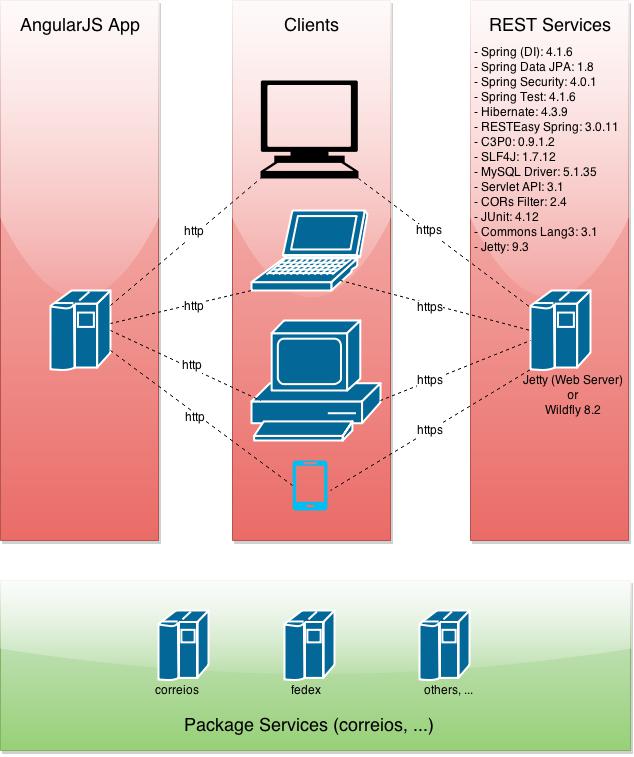 AngularJS App
Clients
REST Services
- Spring (DI): 4.1.6
- Spring Data JPA: 1.8
- Spring Security: 4.0.1
- Spring Test: 4.1.6
- Hibernate: 4.3.9
- RESTEasy Spring: 3.0.11
- C3P0: 0.9.1.2
- SLF4J: 1.7.12
- MySQL Driver: 5.1.35
- Servlet API: 3.1
- CORs Filter: 2.4
- JUnit: 4.12
- Commons Lang3: 3.1
- Jetty: 9.3
http
https
http
https
http
https
http
https
Jetty (Web Server)
or
Wildfly 8.2
correios
fedex
others, ...
Package Services (correios, ...)